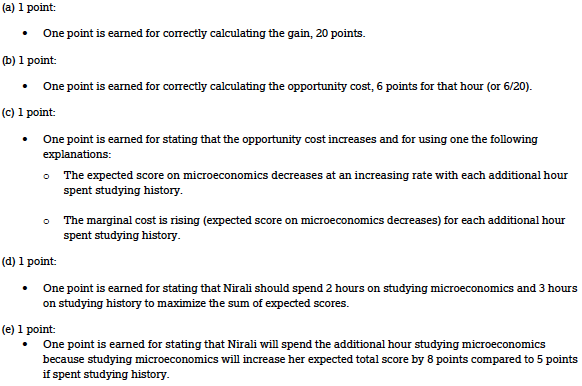 (a) 1 point:
• One point is earned for correctly calculating the gain, 20 points.
(b) 1 point:
• One point is earned for correctly calculating the opportunity cost, 6 points for that hour (or 6/20).
(c) 1 point:
• One point is earned for stating that the opportunity cost increases and for using one the following
explanations:
o The expected score on microeconomics decreases at an increasing rate with each additional hour
spent studying history.
o The marginal cost is rising (expected score on microeconomics decreases) for each additional hour
spent studying history.
(d) 1 point:
• One point is earned for stating that Nirali should spend 2 hours on studying microeconomics and 3 hours
on studying history to maximize the sum of expected scores.
(e) 1 point:
• One point is earned for stating that Nirali will spend the additional hour studying microeconomics
because studying microeconomics will increase her expected total score by 8 points compared to 5 points
if spent studying history.